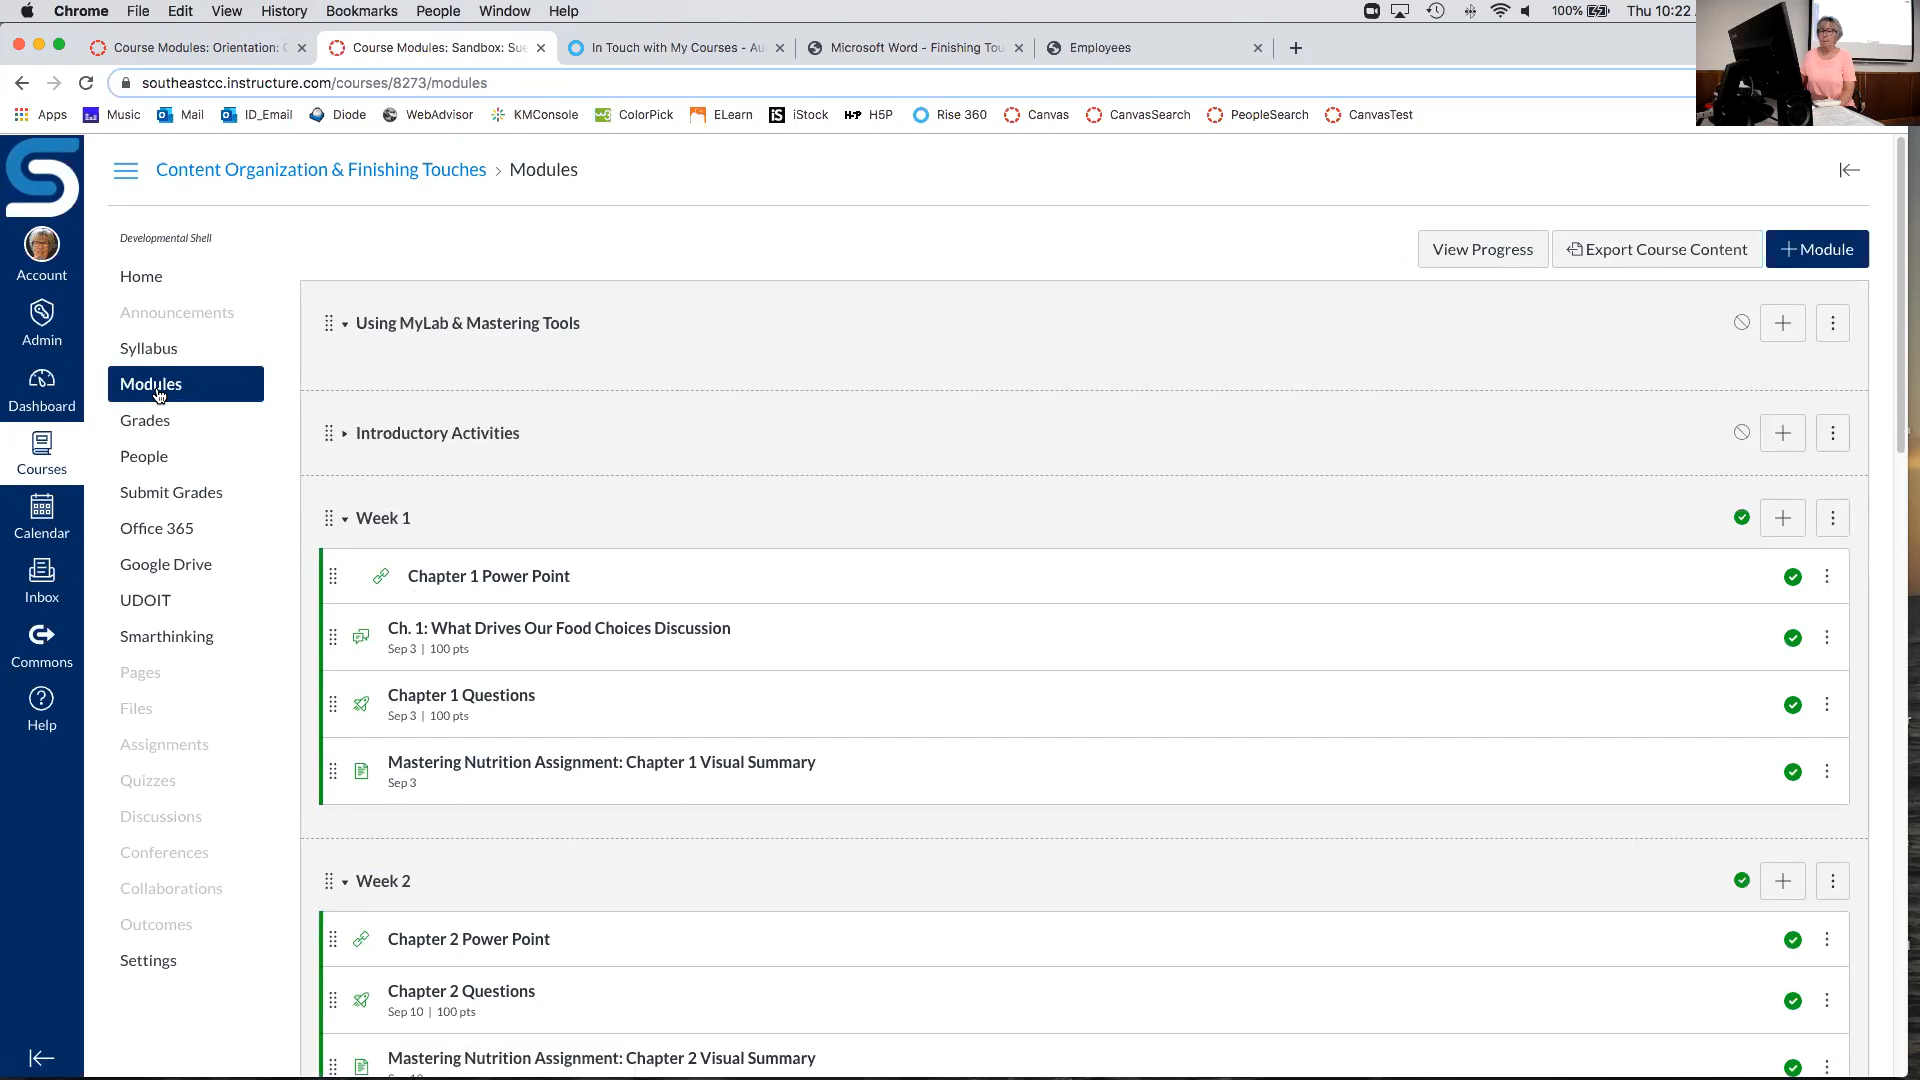 Chrome File Edit View History Bookmarks People Window Help 100% Thu 10:22
Course Modules: Orientation: Course Modules: Sandbox: Sue In Touch with My Courses - Au Microsoft Word - Finishing Tou Employees
southeastcc.instructure.com/courses/8273/modules
Apps Music Mail ID_Email Diode WebAdvisor KMConsole ColorPick ELearn iStock H5P Rise 360 Canvas CanvasSearch PeopleSearch CanvasTest
Content Organization & Finishing Touches › Modules
Account
Admin
Dashboard
Courses
Calendar
Inbox
Commons
Help
Developmental Shell
Home
Announcements
Syllabus
Modules
Grades
People
Submit Grades
Office 365
Google Drive
UDOIT
Smarthinking
Pages
Files
Assignments
Quizzes
Discussions
Conferences
Collaborations
Outcomes
Settings
View Progress Export Course Content + Module
Using MyLab & Mastering Tools
Introductory Activities
Week 1
Chapter 1 Power Point
Ch. 1: What Drives Our Food Choices Discussion
Sep 3 | 100 pts
Chapter 1 Questions
Sep 3 | 100 pts
Mastering Nutrition Assignment: Chapter 1 Visual Summary
Sep 3
Week 2
Chapter 2 Power Point
Chapter 2 Questions
Sep 10 | 100 pts
Mastering Nutrition Assignment: Chapter 2 Visual Summary